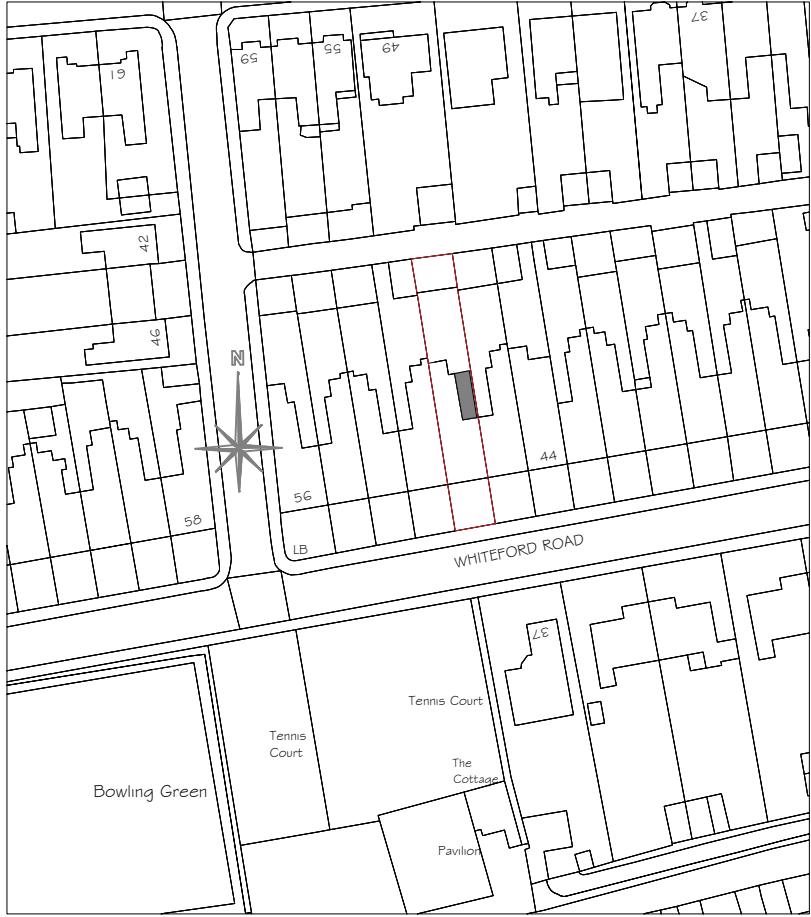 37
59
55
49
61
42
46
N
44
56
58
LB
WHITEFORD ROAD
37
Tennis Court
Tennis
Court
The
Cottage
Bowling Green
Pavilion